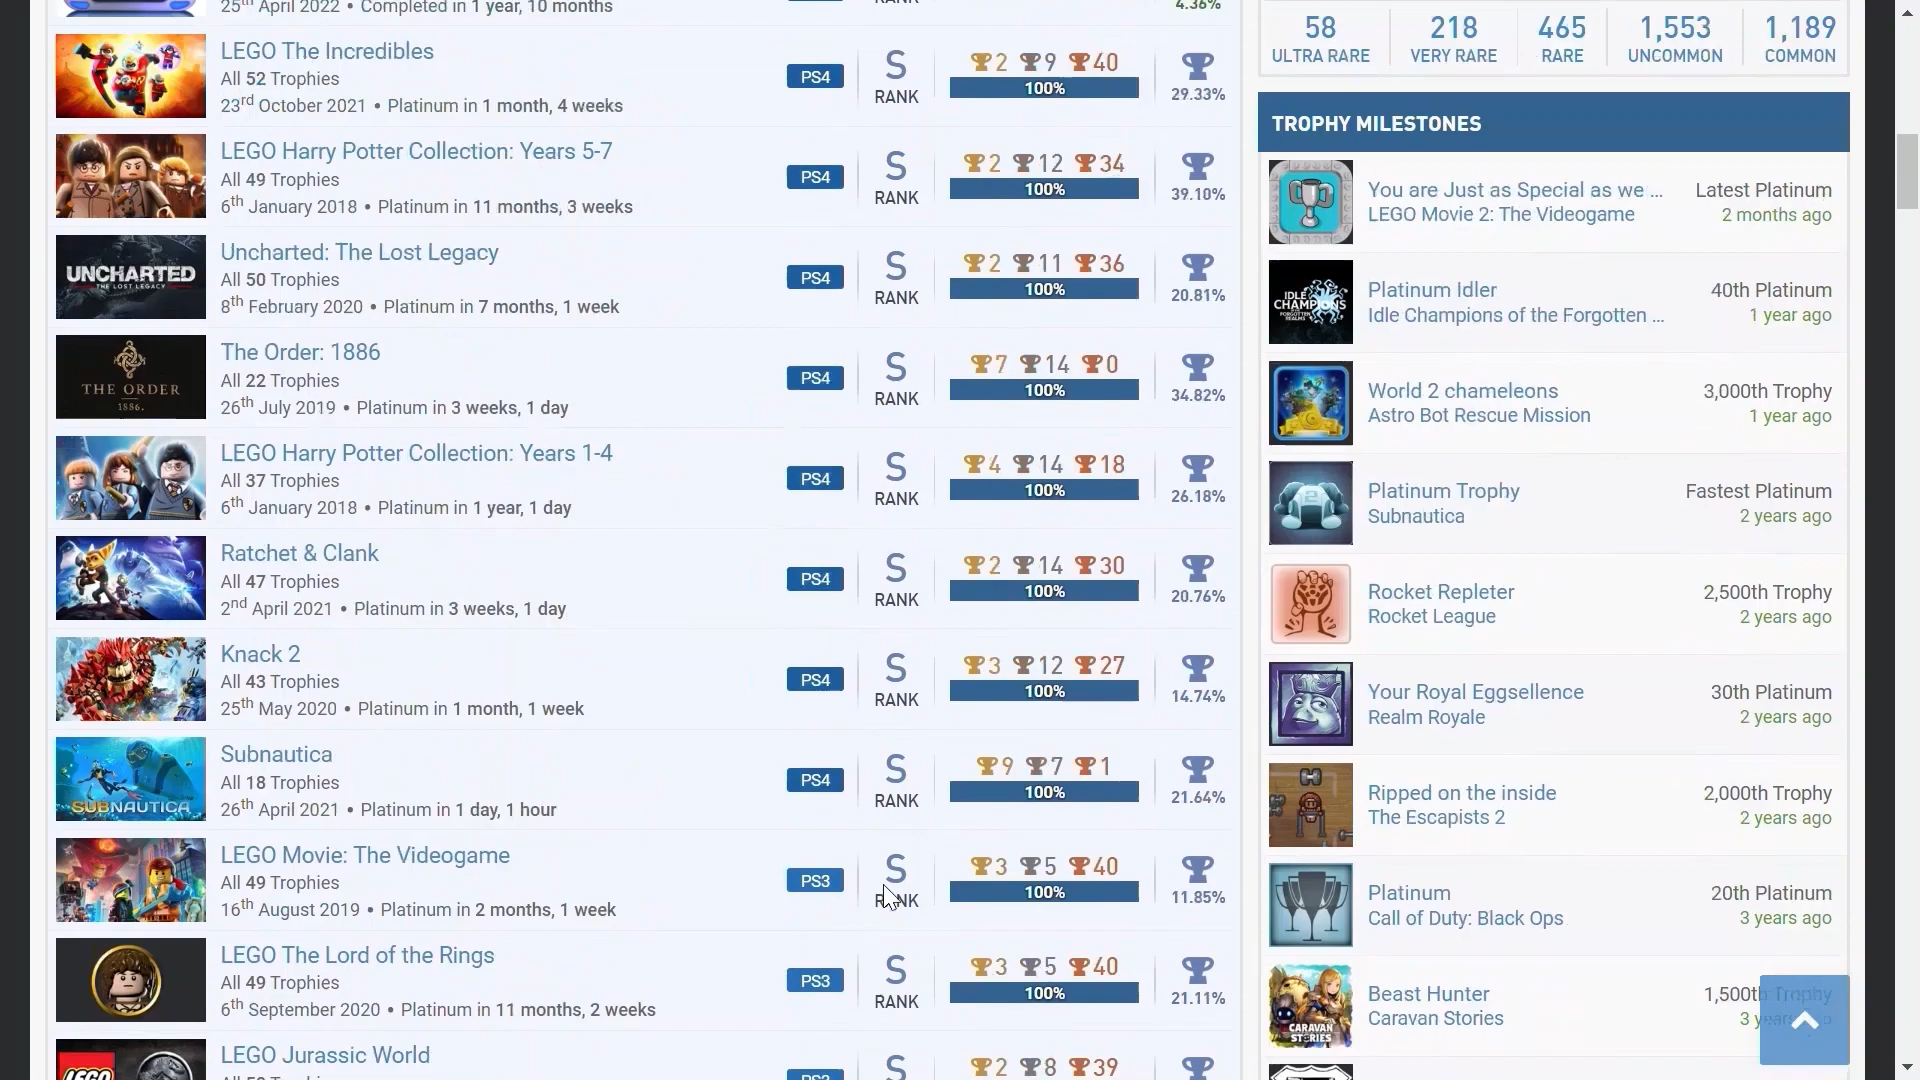 25th April 2022 • Completed in 1 year, 10 months
4.36%
LEGO The Incredibles
All 52 Trophies
23rd October 2021 • Platinum in 1 month, 4 weeks
PS4
S
RANK
2 9 40
100%
29.33%
LEGO Harry Potter Collection: Years 5-7
All 49 Trophies
6th January 2018 • Platinum in 11 months, 3 weeks
PS4
S
RANK
2 12 34
100%
39.10%
UNCHARTED
THE LOST LEGACY
Uncharted: The Lost Legacy
All 50 Trophies
8th February 2020 • Platinum in 7 months, 1 week
PS4
S
RANK
2 11 36
100%
20.81%
THE ORDER
1886.
The Order: 1886
All 22 Trophies
26th July 2019 • Platinum in 3 weeks, 1 day
PS4
S
RANK
7 14 0
100%
34.82%
LEGO Harry Potter Collection: Years 1-4
All 37 Trophies
6th January 2018 • Platinum in 1 year, 1 day
PS4
S
RANK
4 14 18
100%
26.18%
Ratchet & Clank
All 47 Trophies
2nd April 2021 • Platinum in 3 weeks, 1 day
PS4
S
RANK
2 14 30
100%
20.76%
Knack 2
All 43 Trophies
25th May 2020 • Platinum in 1 month, 1 week
PS4
S
RANK
3 12 27
100%
14.74%
SUBNAUTICA
Subnautica
All 18 Trophies
26th April 2021 • Platinum in 1 day, 1 hour
PS4
S
RANK
9 7 1
100%
21.64%
LEGO Movie: The Videogame
All 49 Trophies
16th August 2019 • Platinum in 2 months, 1 week
PS3
S
RANK
3 5 40
100%
11.85%
LEGO The Lord of the Rings
All 49 Trophies
6th September 2020 • Platinum in 11 months, 2 weeks
PS3
S
RANK
3 5 40
100%
21.11%
LEGO
LEGO Jurassic World
S
2 8 39
58
ULTRA RARE
218
VERY RARE
465
RARE
1,553
UNCOMMON
1,189
COMMON
TROPHY MILESTONES
You are Just as Special as we ...
LEGO Movie 2: The Videogame
Latest Platinum
2 months ago
IDLE
CHAMPIONS
Platinum Idler
Idle Champions of the Forgotten ...
40th Platinum
1 year ago
World 2 chameleons
Astro Bot Rescue Mission
3,000th Trophy
1 year ago
Platinum Trophy
Subnautica
Fastest Platinum
2 years ago
Rocket Repleter
Rocket League
2,500th Trophy
2 years ago
Your Royal Eggsellence
Realm Royale
30th Platinum
2 years ago
Ripped on the inside
The Escapists 2
2,000th Trophy
2 years ago
Platinum
Call of Duty: Black Ops
20th Platinum
3 years ago
CARAVAN
STORIES
Beast Hunter
Caravan Stories
1,500th Trophy
3 years ago